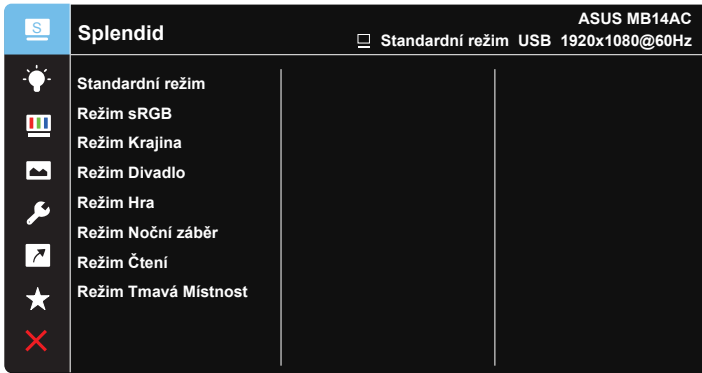 S
Splendid
ASUS MB14AC
Standardní režim USB 1920x1080@60Hz
Standardní režim
Režim sRGB
Režim Krajina
Režim Divadlo
Režim Hra
Režim Noční záběr
Režim Čtení
Režim Tmavá Místnost